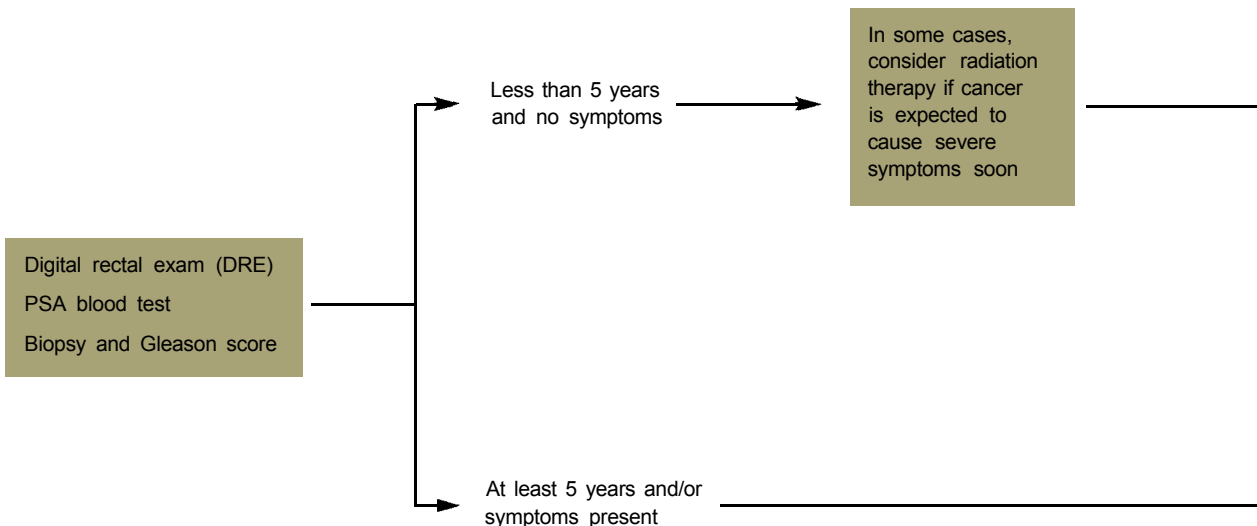 In some cases,
consider radiation
therapy if cancer
is expected to
cause severe
symptoms soon
Less than 5 years
and no symptoms
Digital rectal exam (DRE)
PSA blood test
Biopsy and Gleason score
At least 5 years and/or
symptoms present